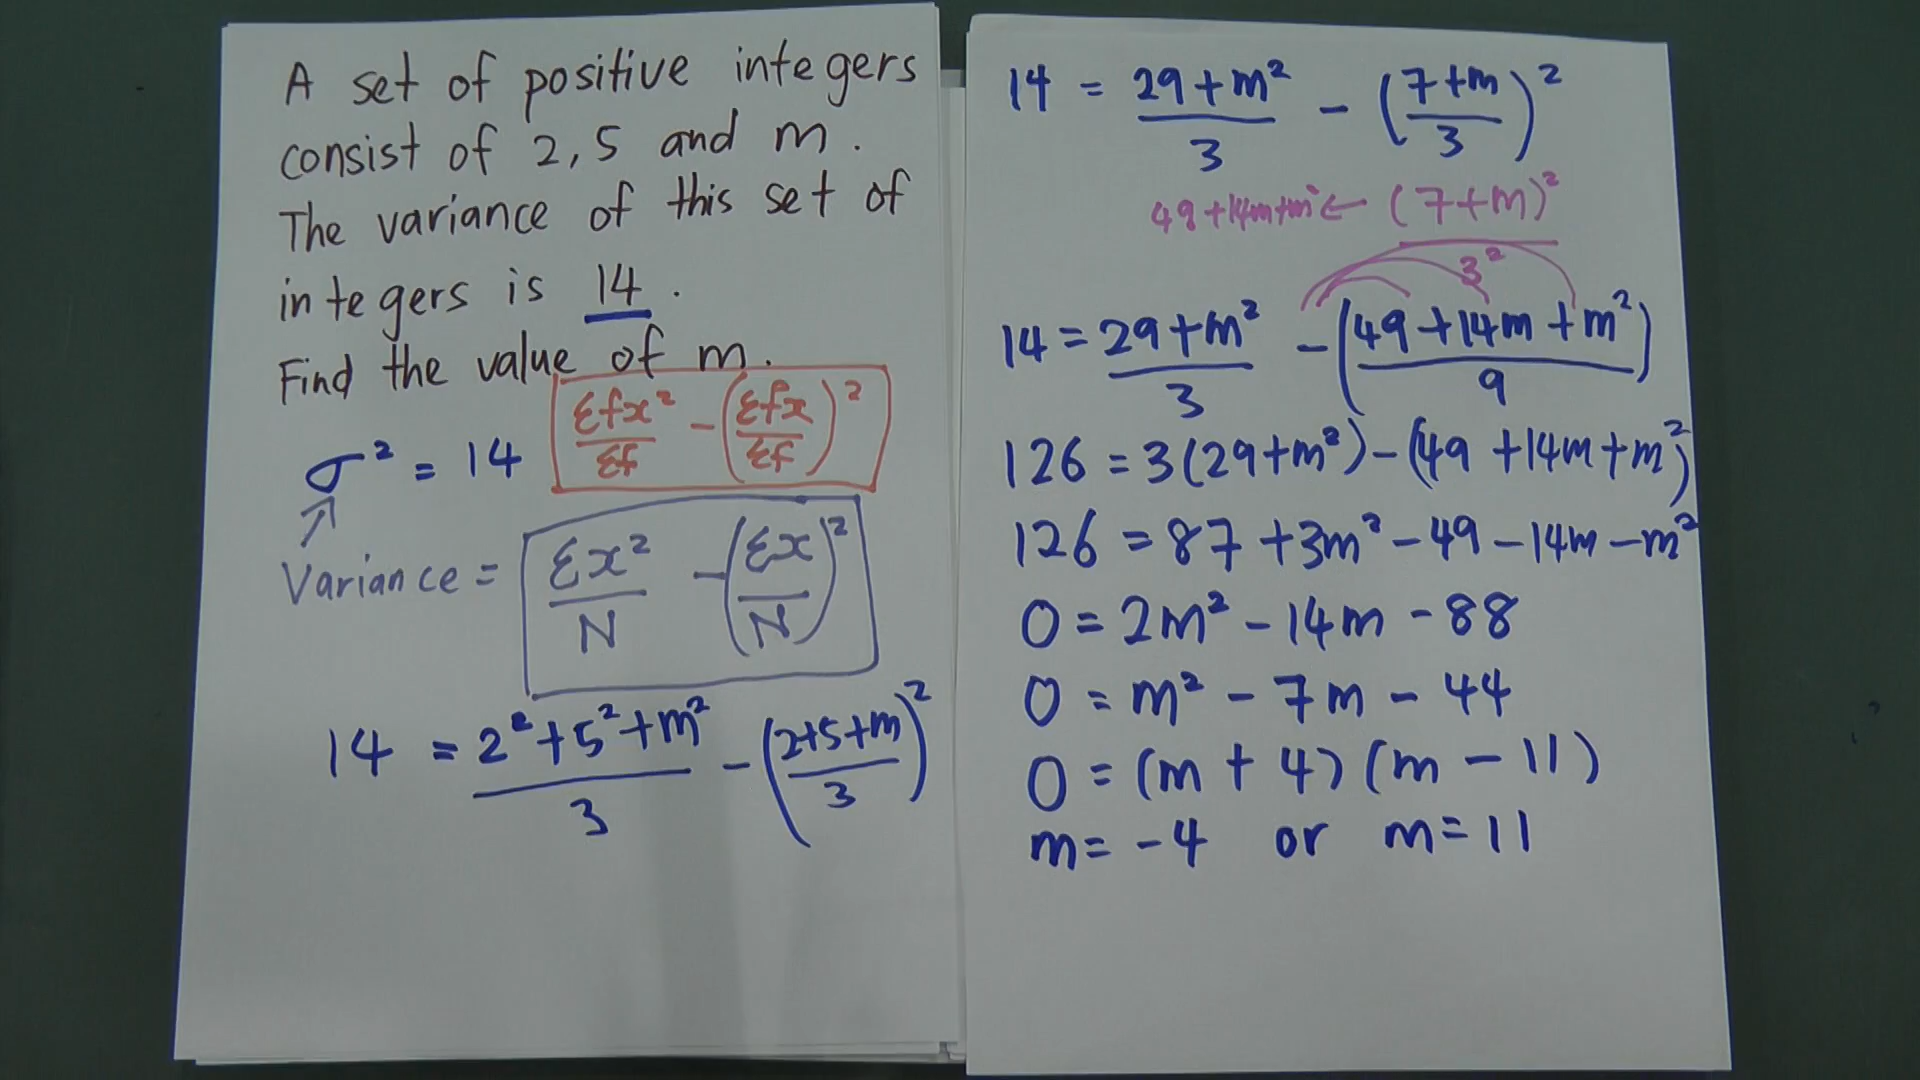 A set of positive integers
consist of 2, 5 and m.
The variance of this set of
integers is 14.
Find the value of m.
σ² = 14
Σfx²/Σf - (Σfx/Σf)²
Variance = Σx²/N - (Σx/N)²
14 = (2² + 5² + m²)/3 - ((2+5+m)/3)²
14 = (29 + m²)/3 - ((7+m)/3)²
49 + 14m + m² ← (7+m)²
3²
14 = (29 + m²)/3 - ((49 + 14m + m²)/9)
126 = 3(29+m²) - (49 + 14m + m²)
126 = 87 + 3m² - 49 - 14m - m²
0 = 2m² - 14m - 88
0 = m² - 7m - 44
0 = (m + 4)(m - 11)
m = -4 or m = 11